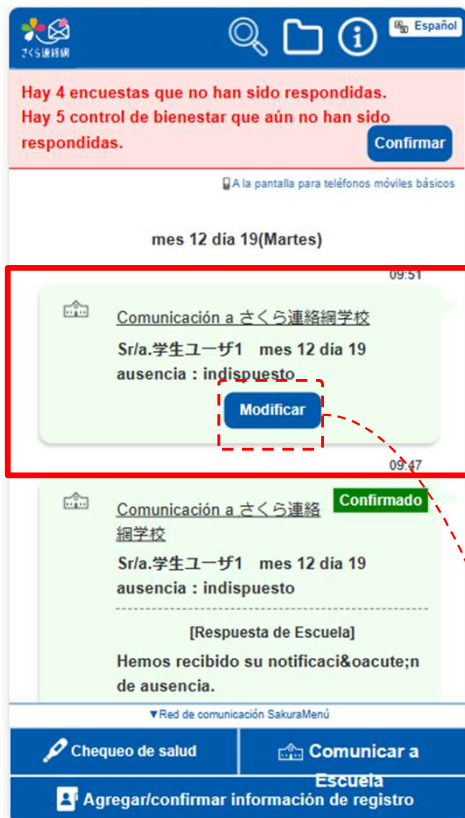 さくら連絡網
Español
Hay 4 encuestas que no han sido respondidas.
Hay 5 control de bienestar que aún no han sido
respondidas.
Confirmar
A la pantalla para teléfonos móviles básicos
mes 12 día 19(Martes)
09:51
Comunicación a さくら連絡網学校
Sr/a.学生ユーザ1 mes 12 día 19
ausencia : indispuesto
Modificar
09:47
Confirmado
Comunicación a さくら連絡
網学校
Sr/a.学生ユーザ1 mes 12 día 19
ausencia : indispuesto
[Respuesta de Escuela]
Hemos recibido su notificaci&oacute;n
de ausencia.
▼Red de comunicación SakuraMenú
Chequeo de salud
Comunicar a
Escuela
Agregar/confirmar información de registro